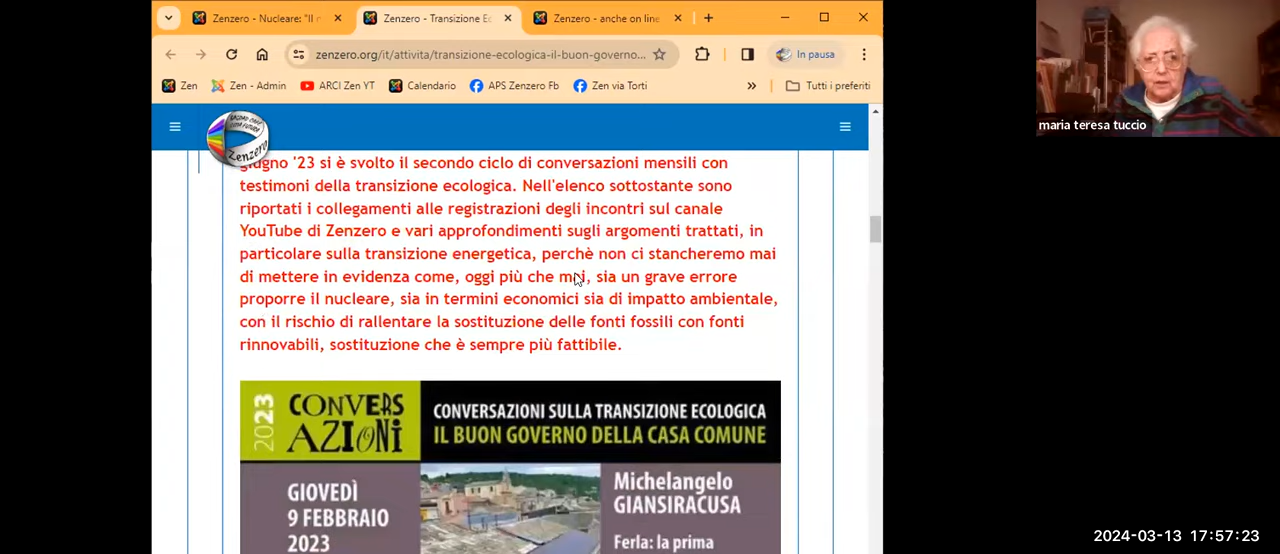 Zenzero - Nucleare: "Il r
Zenzero - Transizione Ec
Zenzero - anche on line
zenzero.org/it/attivita/transizione-ecologica-il-buon-governo...
In pausa
Zen
Zen - Admin
ARCI Zen YT
Calendario
APS Zenzero Fb
Zen via Torti
»
Tutti i preferiti
Zenzero
giugno '23 si è svolto il secondo ciclo di conversazioni mensili con
testimoni della transizione ecologica. Nell'elenco sottostante sono
riportati i collegamenti alle registrazioni degli incontri sul canale
YouTube di Zenzero e vari approfondimenti sugli argomenti trattati, in
particolare sulla transizione energetica, perchè non ci stancheremo mai
di mettere in evidenza come, oggi più che mai, sia un grave errore
proporre il nucleare, sia in termini economici sia di impatto ambientale,
con il rischio di rallentare la sostituzione delle fonti fossili con fonti
rinnovabili, sostituzione che è sempre più fattibile.
2023
CONVERS
AZIONI
CONVERSAZIONI SULLA TRANSIZIONE ECOLOGICA
IL BUON GOVERNO DELLA CASA COMUNE
GIOVEDÌ
9 FEBBRAIO
2023
Michelangelo
GIANSIRACUSA
Ferla: la prima
maria teresa tuccio
2024-03-13 17:57:23